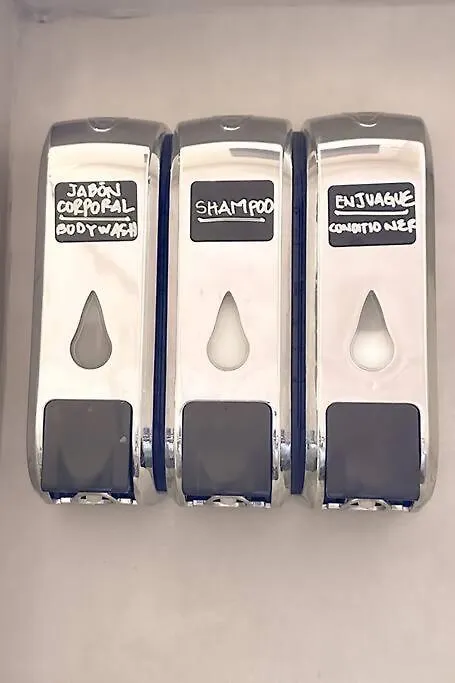 JABÓN
CORPORAL
BODYWASH
SHAMPOO
ENJUAGUE
CONDITIONER